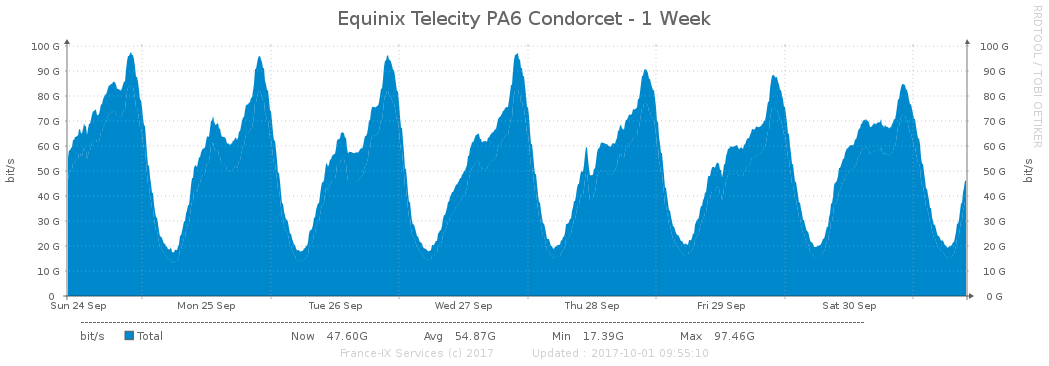 Equinix Telecity PA6 Condorcet - 1 Week
RRDTOOL / TOBI OETIKER
bit/s
100 G
90 G
80 G
70 G
60 G
50 G
40 G
30 G
20 G
10 G
0
100 G
90 G
80 G
70 G
60 G
50 G
40 G
30 G
20 G
10 G
0 G
bit/s
Sun 24 Sep Mon 25 Sep Tue 26 Sep Wed 27 Sep Thu 28 Sep Fri 29 Sep Sat 30 Sep
bit/s Total Now 47.60G Avg 54.87G Min 17.39G Max 97.46G
France-IX Services (c) 2017 Updated : 2017-10-01 09:55:10